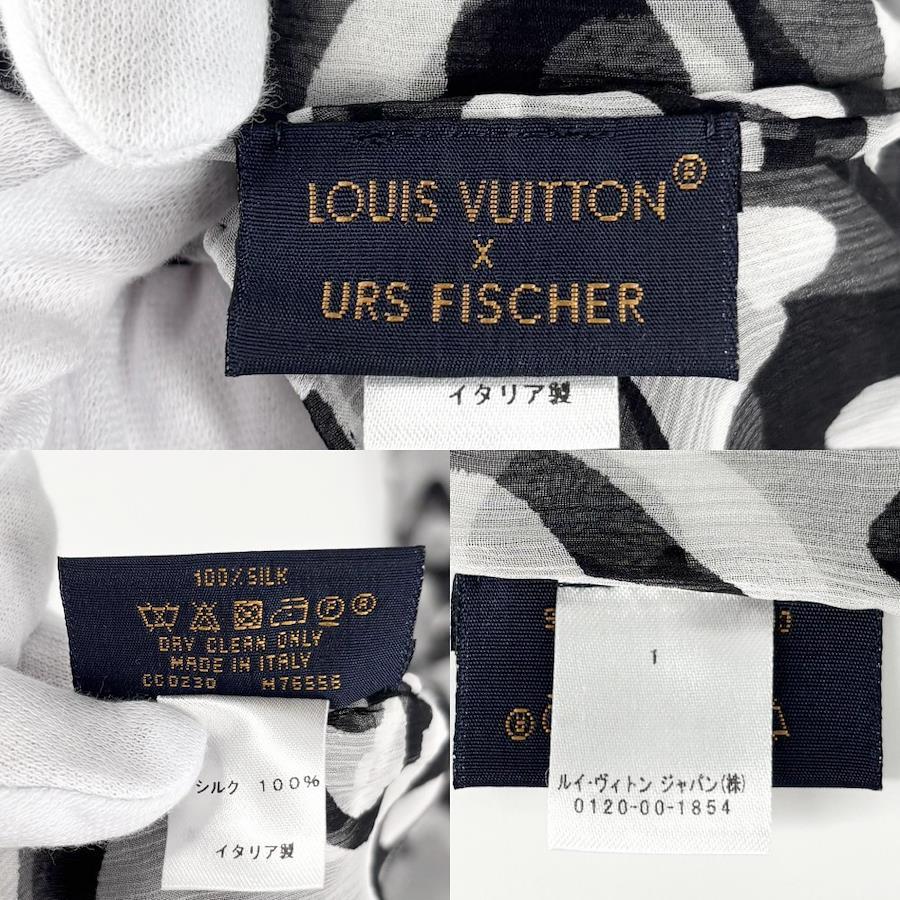 LOUIS VUITTON®
X
URS FISCHER
イタリア製
100% SILK
P R
DRY CLEAN ONLY
MADE IN ITALY
CC0230 M76556
シルク 100%
イタリア製
1
ルイ・ヴィトン ジャパン(株)
0120-00-1854